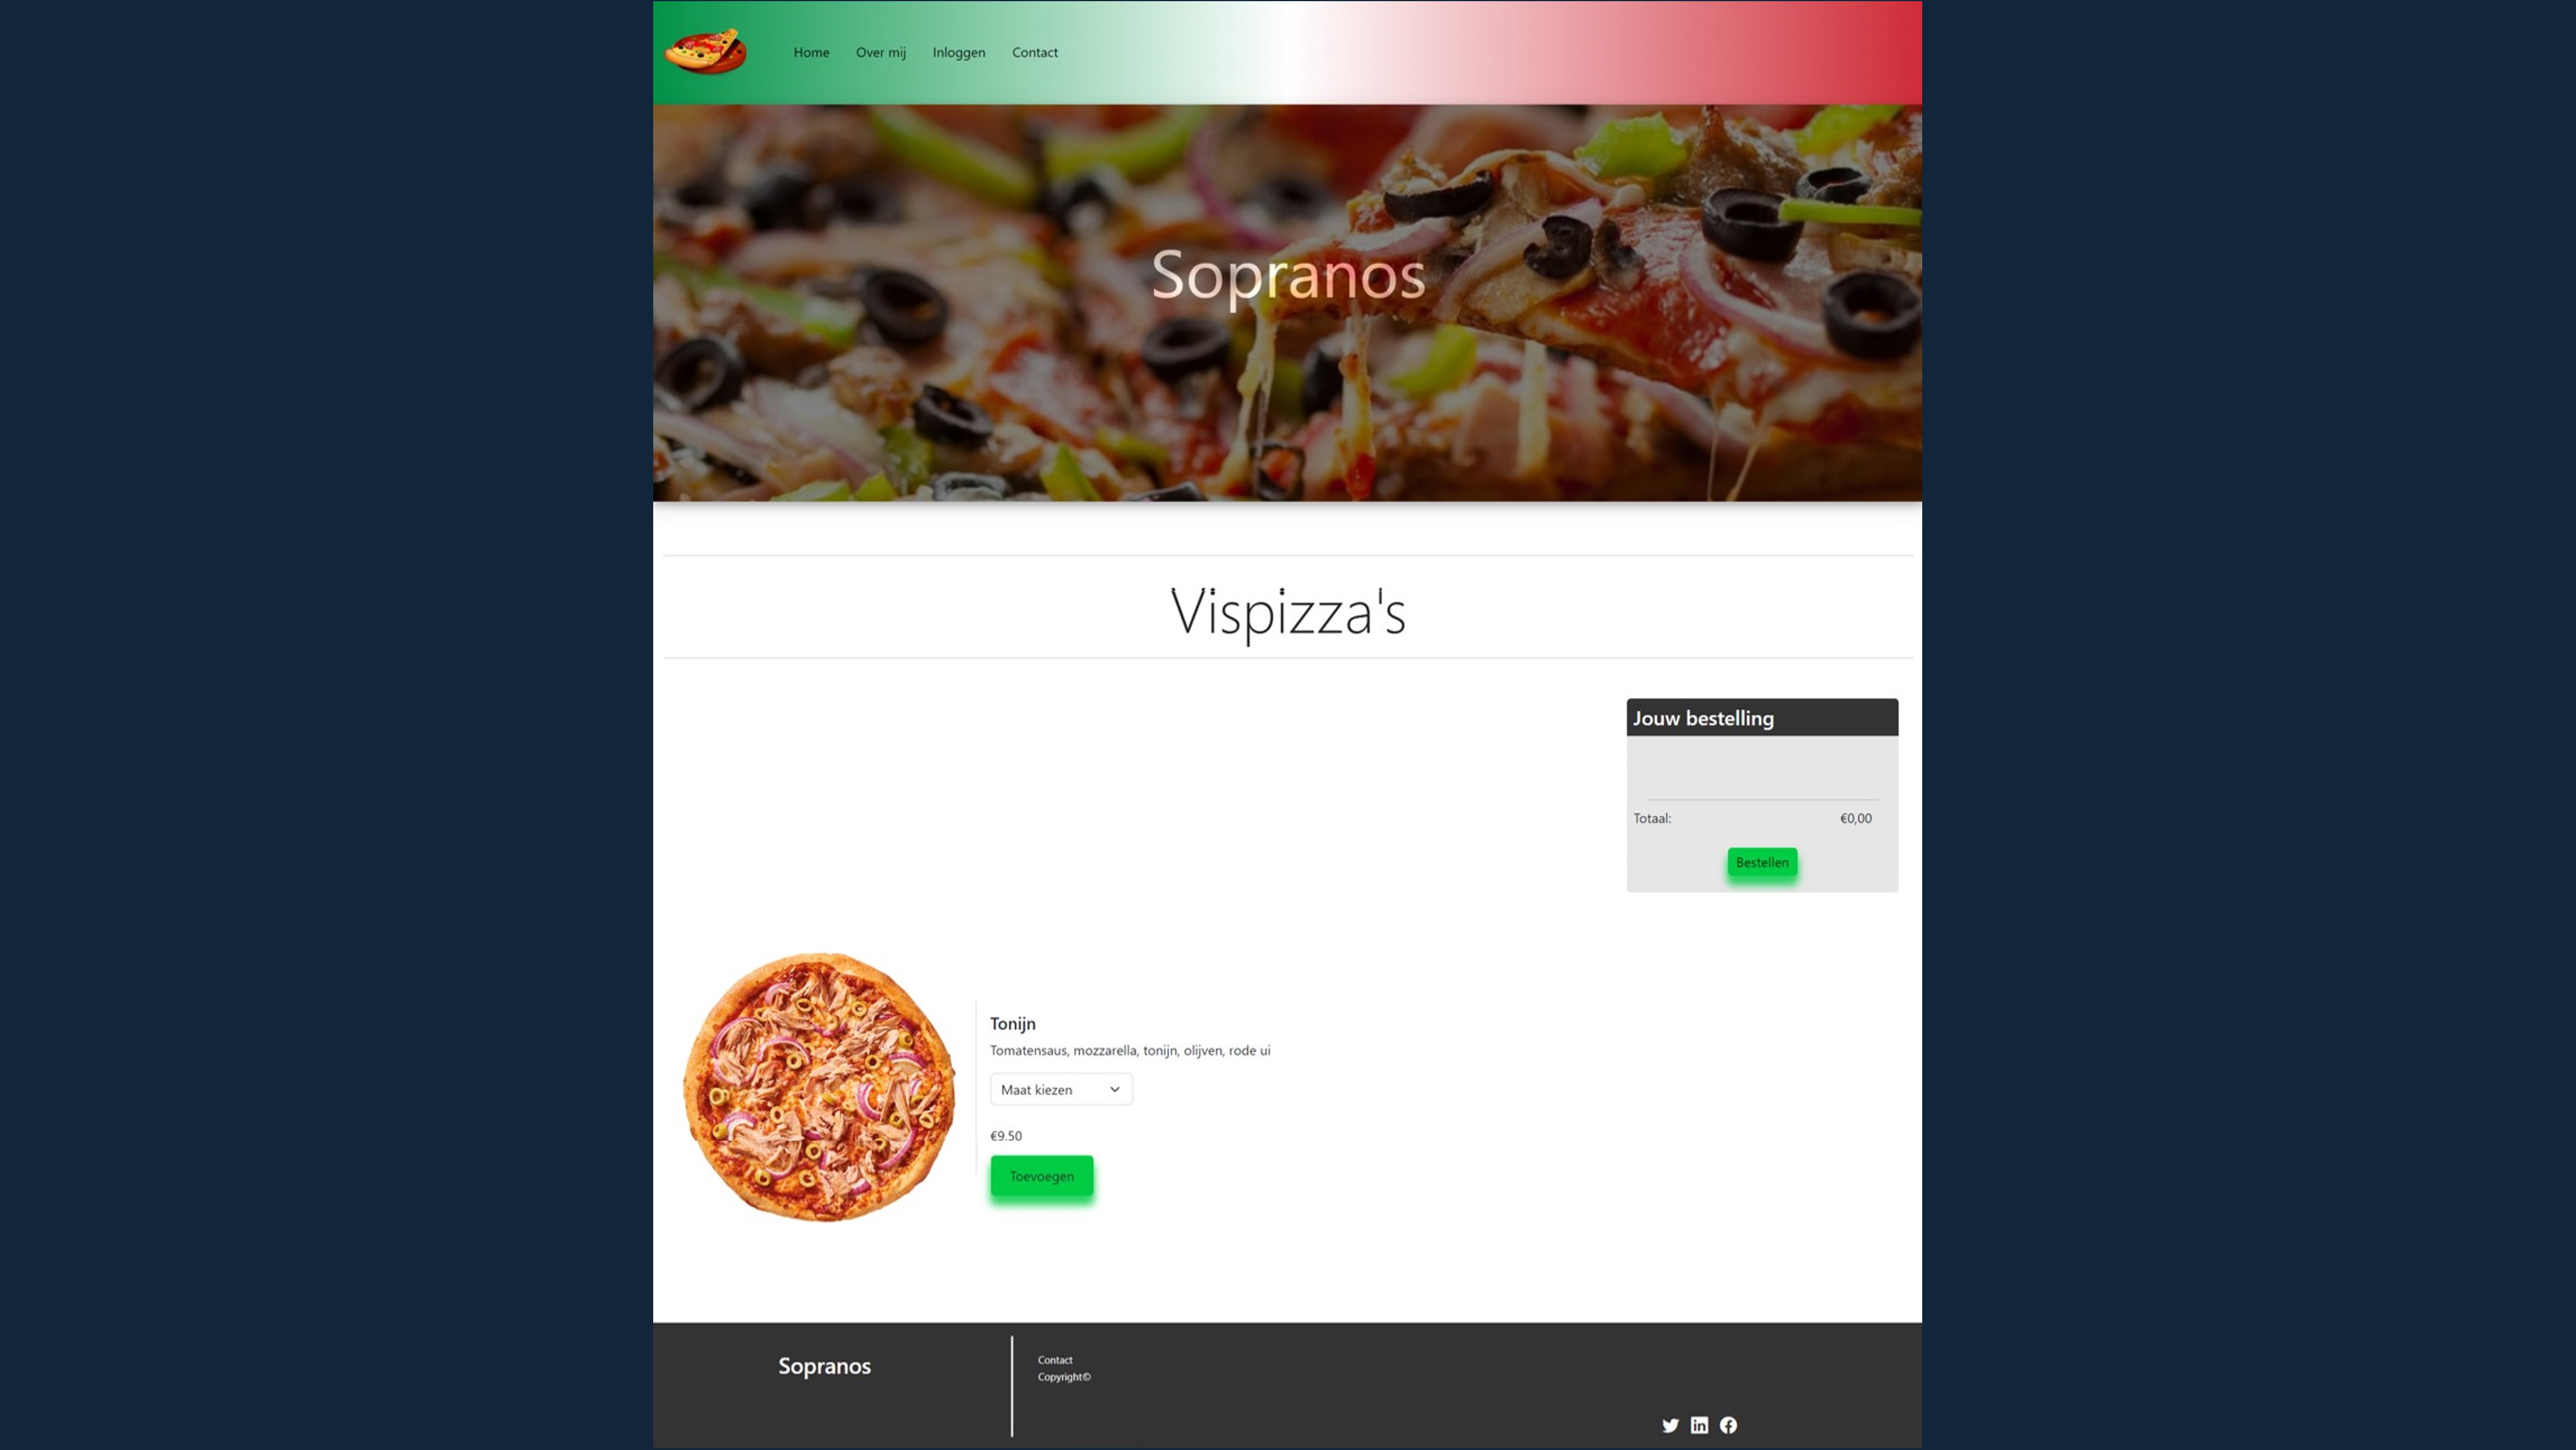 Home Over mij Inloggen Contact
Sopranos
Vispizza's
Jouw bestelling
Totaal: €0,00
Bestellen
Tonijn
Tomatensaus, mozzarella, tonijn, olijven, rode ui
Maat kiezen
€9.50
Toevoegen
Sopranos
Contact
Copyright©
in